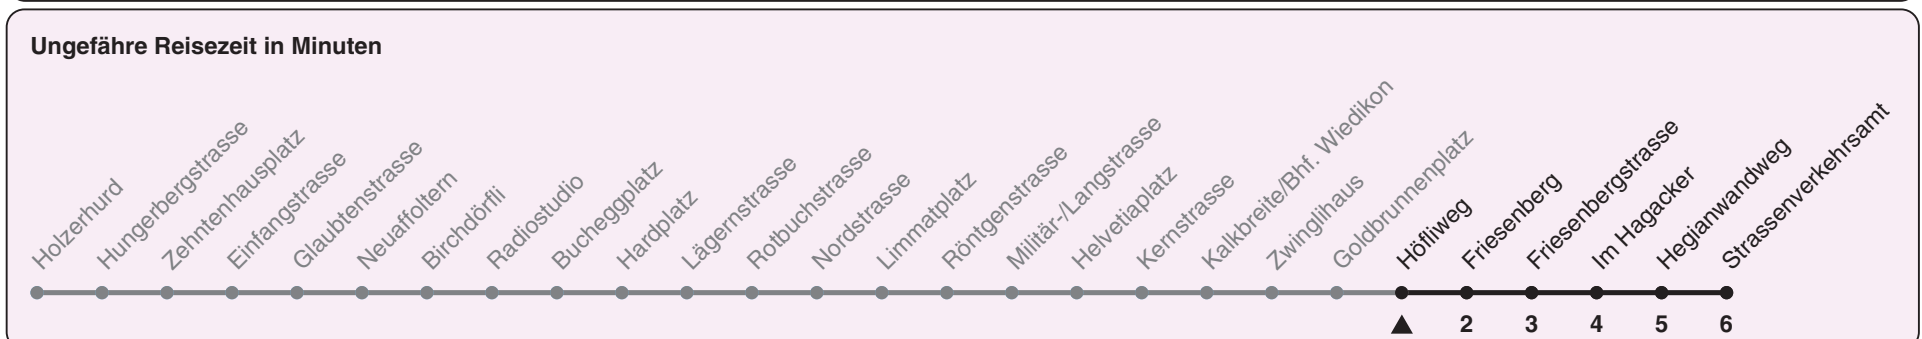 Ungefähre Reisezeit in Minuten
Holzerhurd
Hungerbergstrasse
Zehntenhausplatz
Einfangstrasse
Glaubtenstrasse
Neuaffoltern
Birchdörfli
Radiostudio
Bucheggplatz
Hardplatz
Lägernstrasse
Rotbuchstrasse
Nordstrasse
Limmatplatz
Röntgenstrasse
Militär-/Langstrasse
Helvetiaplatz
Kernstrasse
Kalkbreite/Bhf. Wiedikon
Zwinglihaus
Goldbrunnenplatz
Höfliweg
Friesenberg
Friesenbergstrasse
Im Hagacker
Hegianwandweg
Strassenverkehrsamt
2 3 4 5 6